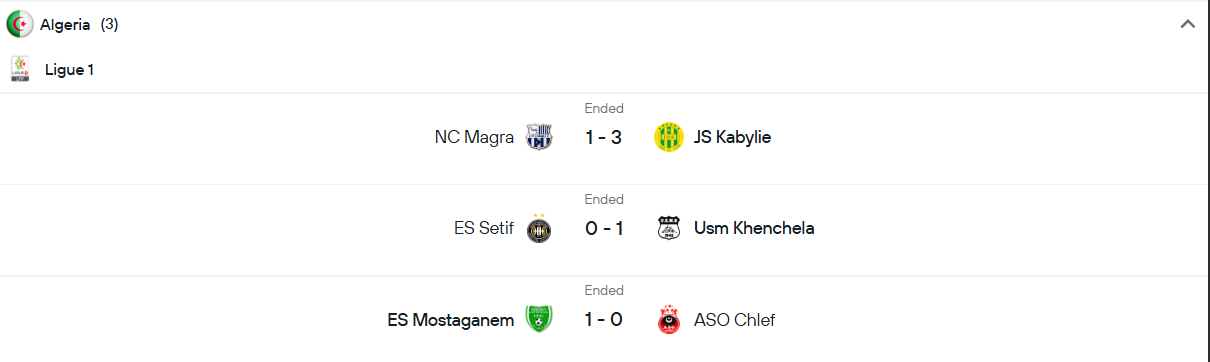 Algeria (3)
Ligue 1
Ended
NC Magra 1 - 3 JS Kabylie
Ended
ES Setif 0 - 1 Usm Khenchela
Ended
ES Mostaganem 1 - 0 ASO Chlef